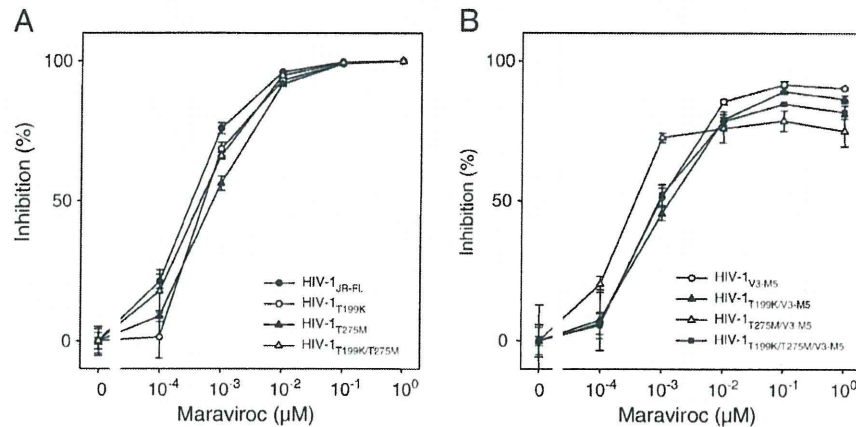 A
Inhibition (%)
100
50
0
0 10⁻⁴ 10⁻³ 10⁻² 10⁻¹ 10⁰
Maraviroc (μM)
HIV-1JR-FL
HIV-1T199K
HIV-1T275M
HIV-1T199K/T275M
B
Inhibition (%)
100
50
0
0 10⁻⁴ 10⁻³ 10⁻² 10⁻¹ 10⁰
Maraviroc (μM)
HIV-1V3-M5
HIV-1T199K/V3-M5
HIV-1T275M/V3-M5
HIV-1T199K/T275M/V3-M5